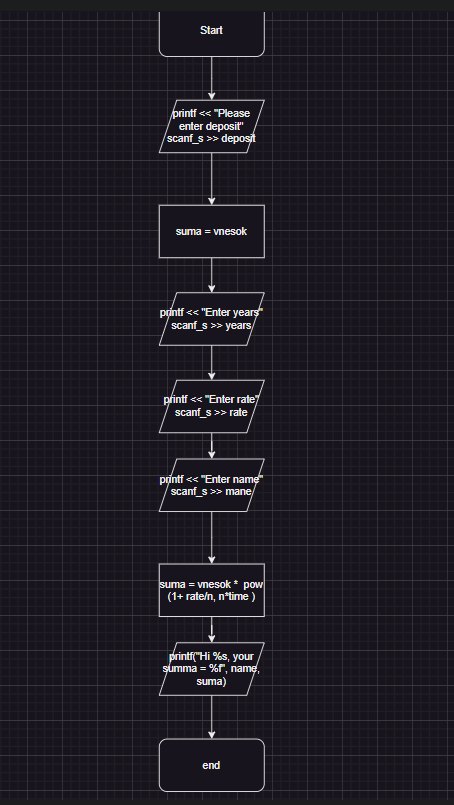 Start
printf << "Please
enter deposit"
scanf_s >> deposit
suma = vnesok
printf << "Enter years"
scanf_s >> years
printf << "Enter rate"
scanf_s >> rate
printf << "Enter name"
scanf_s >> mane
suma = vnesok * pow
(1+ rate/n, n*time )
printf("Hi %s, your
summa = %f", name,
suma)
end